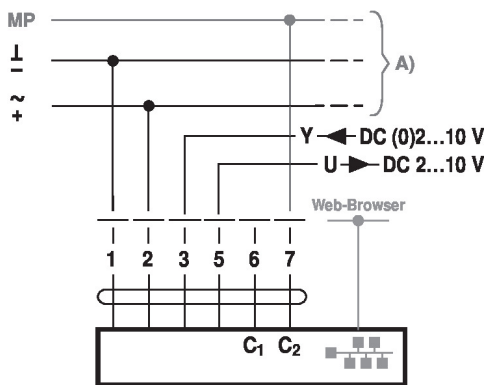 MP
⊥
–
A)
~
+
Y DC (0)2...10 V
U DC 2...10 V
Web-Browser
1 2 3 5 6 7
C1 C2